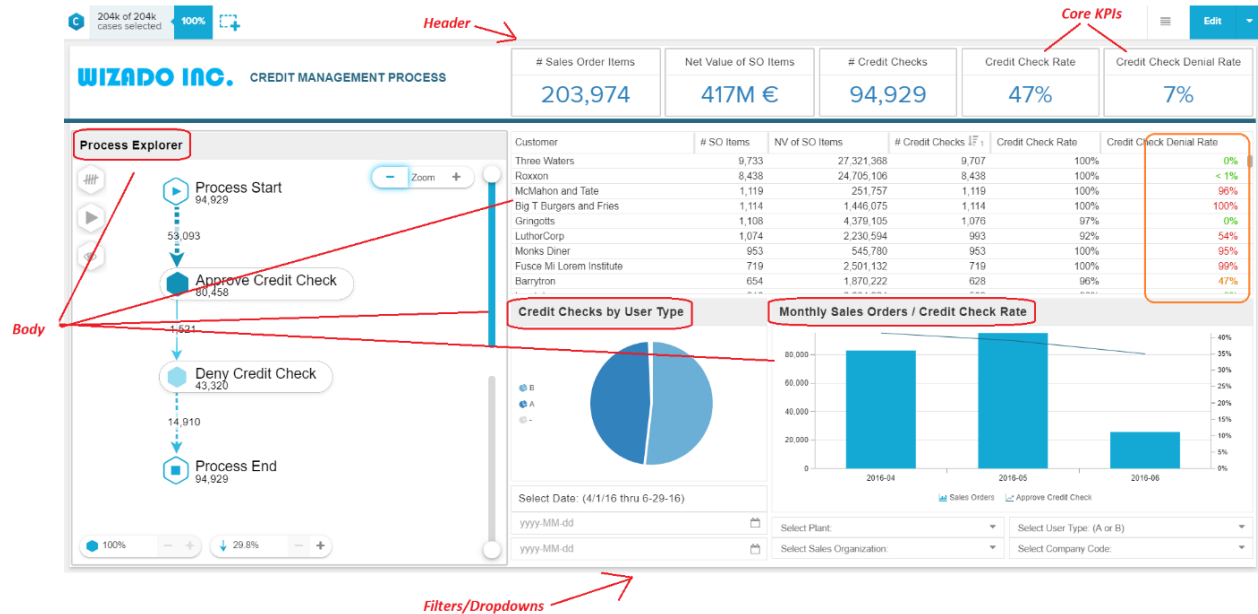 204k of 204k
cases selected
100%
Header
Core KPIs
Edit
WIZADO INC.
CREDIT MANAGEMENT PROCESS
# Sales Order Items
203,974
Net Value of SO Items
417M €
# Credit Checks
94,929
Credit Check Rate
47%
Credit Check Denial Rate
7%
Process Explorer
Zoom
Process Start
94,929
53,093
Approve Credit Check
80,458
1,521
Deny Credit Check
43,320
14,910
Process End
94,929
100%
29.8%
Body
Customer # SO Items NV of SO Items # Credit Checks 1 Credit Check Rate Credit Check Denial Rate
Three Waters 9,733 27,321,368 9,707 100% 0%
Roxxon 8,438 24,705,106 8,438 100% < 1%
McMahon and Tate 1,119 251,757 1,119 100% 96%
Big T Burgers and Fries 1,114 1,446,075 1,114 100% 100%
Gringotts 1,108 4,379,105 1,076 97% 0%
LuthorCorp 1,074 2,230,594 993 92% 54%
Monks Diner 953 545,780 953 100% 95%
Fusce Mi Lorem Institute 719 2,501,132 719 100% 99%
Barrytron 654 1,870,222 628 96% 47%
Credit Checks by User Type
B
A
-
Monthly Sales Orders / Credit Check Rate
80,000
60,000
40,000
20,000
0
40%
35%
30%
25%
20%
15%
10%
5%
0%
2016-04
2016-05
2016-06
Sales Orders
Approve Credit Check
Select Date: (4/1/16 thru 6-29-16)
yyyy-MM-dd
yyyy-MM-dd
Select Plant:
Select User Type: (A or B)
Select Sales Organization:
Select Company Code:
Filters/Dropdowns